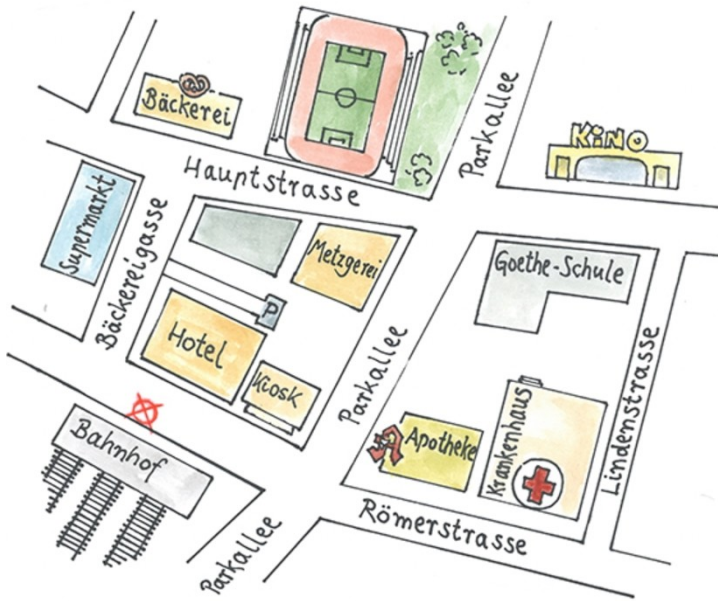 Bäckerei
Hauptstrasse
Parkallee
KINO
Supermarkt
Bäckereigasse
Metzgerei
Goethe-Schule
P
Hotel
Kiosk
Parkallee
Apotheke
Krankenhaus
Lindenstrasse
Bahnhof
Römerstrasse
Parkallee